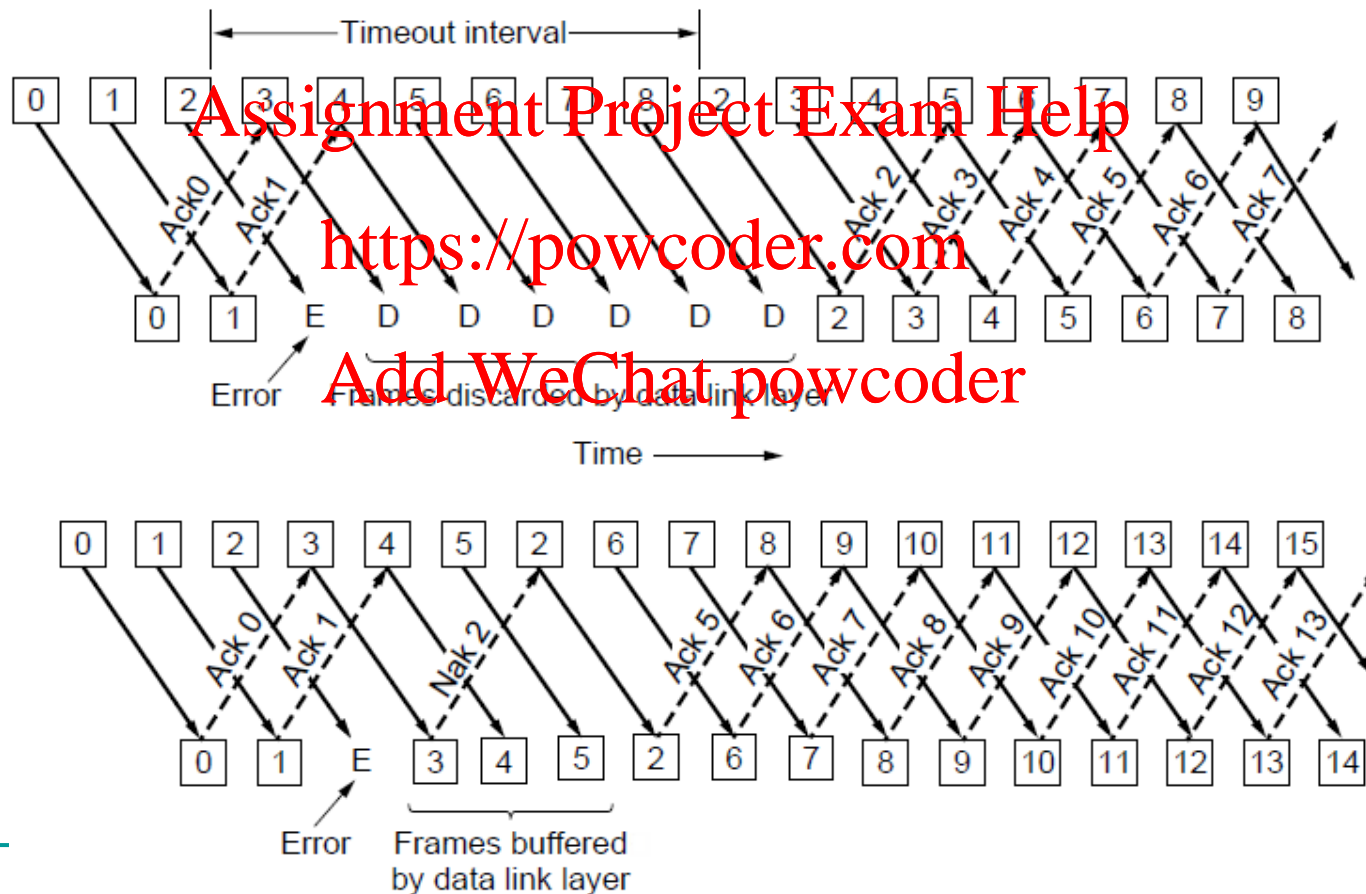 Timeout interval
0 1 2 3 4 5 6 7 8 2 3 4 5 6 7 8 9
Assignment Project Exam Help
Ack0 Ack1 Ack 2 Ack 3 Ack 4 Ack 5 Ack 6 Ack 7
https://powcoder.com
0 1 E D D D D D D 2 3 4 5 6 7 8
Add WeChat powcoder
Error Frames discarded by data link layer
Time
0 1 2 3 4 5 2 6 7 8 9 10 11 12 13 14 15
Ack 0 Ack 1 Nak 2 Ack 5 Ack 6 Ack 7 Ack 8 Ack 9 Ack 10 Ack 11 Ack 12 Ack 13
0 1 E 3 4 5 2 6 7 8 9 10 11 12 13 14
Error Frames buffered
by data link layer